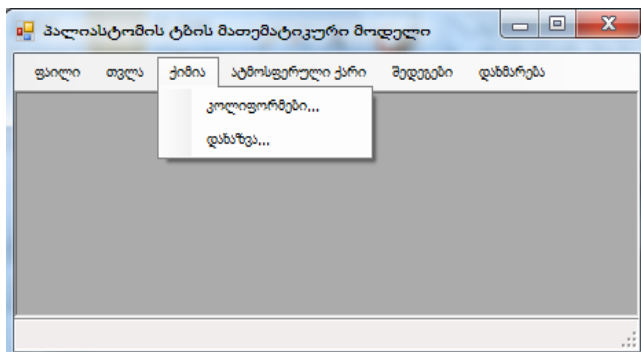 პალიასტომის ტბის მათემატიკური მოდელი
ფაილი თვლა ქიმია ატმოსფერული ქარი შედეგები დახმარება
კოლიფორმები...
დახაზვა...